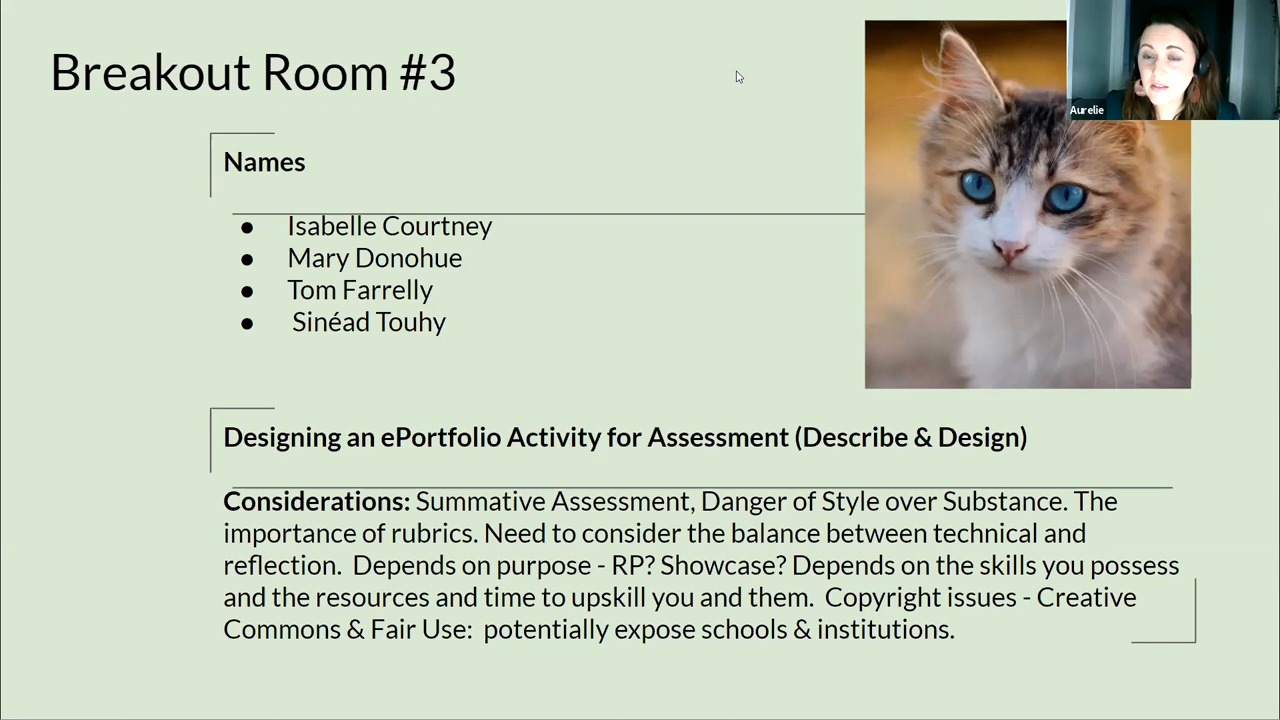 Breakout Room #3
Aurelie
Names
● Isabelle Courtney
● Mary Donohue
● Tom Farrelly
● Sinéad Touhy
Designing an ePortfolio Activity for Assessment (Describe & Design)
Considerations: Summative Assessment, Danger of Style over Substance. The
importance of rubrics. Need to consider the balance between technical and
reflection. Depends on purpose - RP? Showcase? Depends on the skills you possess
and the resources and time to upskill you and them. Copyright issues - Creative
Commons & Fair Use: potentially expose schools & institutions.